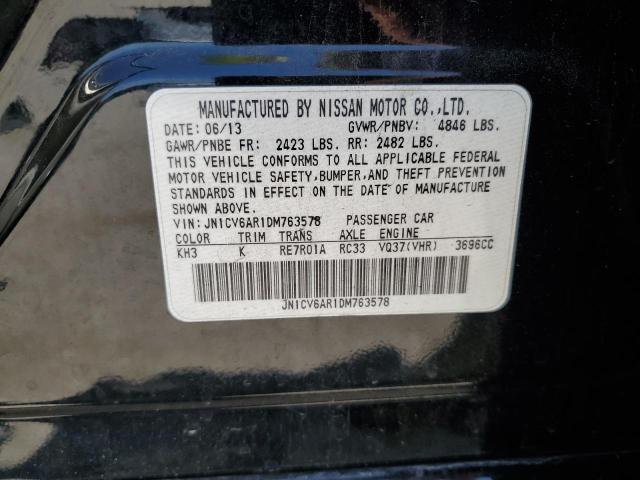 MANUFACTURED BY NISSAN MOTOR CO.,LTD.
DATE: 06/13 GVWR/PNBV: 4846 LBS.
GAWR/PNBE FR: 2423 LBS. RR: 2482 LBS.
THIS VEHICLE CONFORMS TO ALL APPLICABLE FEDERAL
MOTOR VEHICLE SAFETY,BUMPER,AND THEFT PREVENTION
STANDARDS IN EFFECT ON THE DATE OF MANUFACTURE
SHOWN ABOVE.
VIN:JN1CV6AR1DM763578 PASSENGER CAR
COLOR TRIM TRANS AXLE ENGINE
KH3 K RE7R01A RC33 VQ37(VHR) 3696CC
JN1CV6AR1DM763578